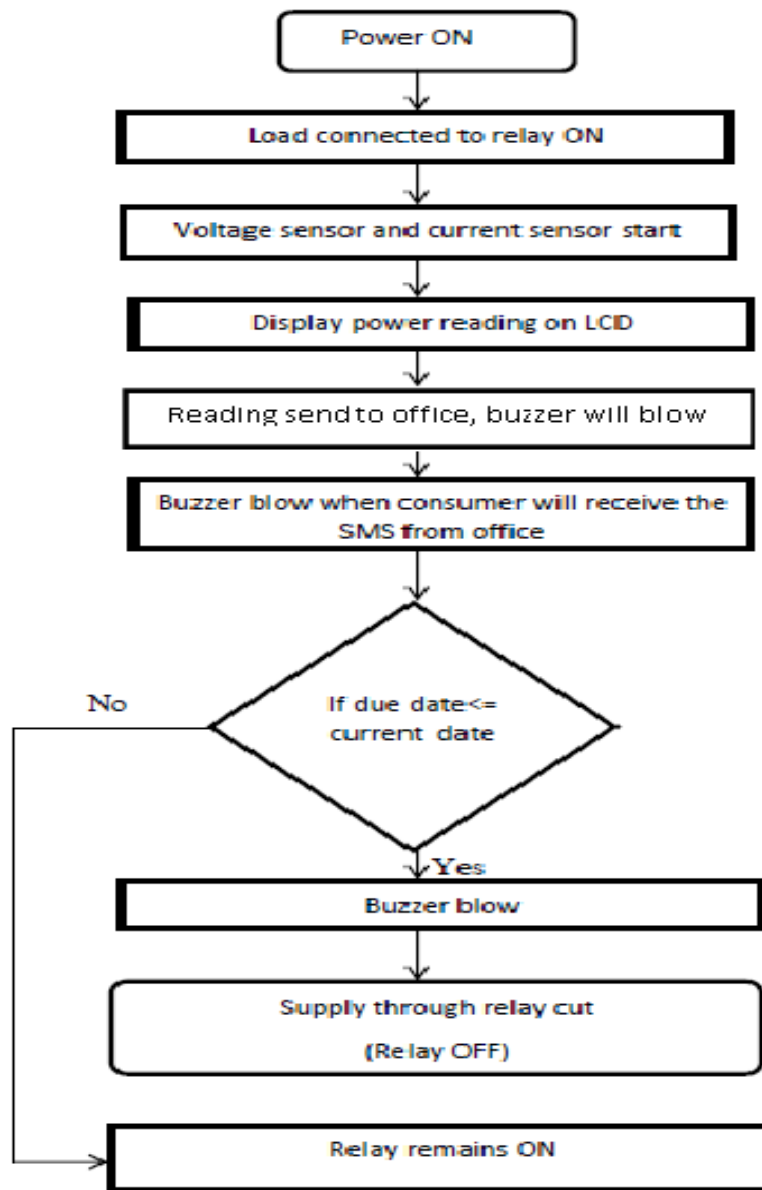 Power ON
Load connected to relay ON
Voltage sensor and current sensor start
Display power reading on LCD
Reading send to office, buzzer will blow
Buzzer blow when consumer will receive the
SMS from office
If due date<=
current date
No
Yes
Buzzer blow
Supply through relay cut
(Relay OFF)
Relay remains ON